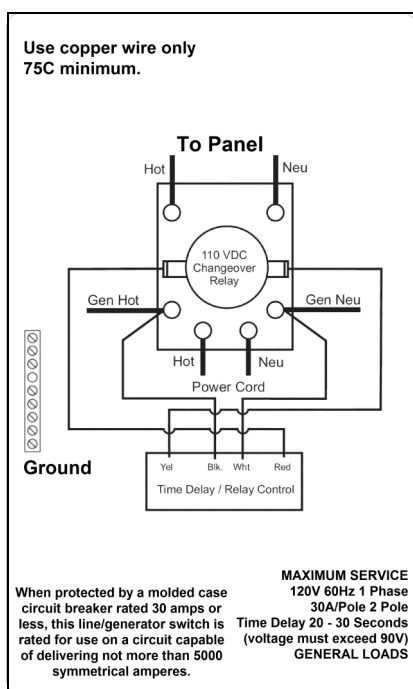 Use copper wire only
75C minimum.
To Panel
Hot
Neu
110 VDC
Changeover
Relay
Gen Hot
Gen Neu
Hot
Neu
Power Cord
Ground
Yel
Blk.
Wht
Red
Time Delay / Relay Control
When protected by a molded case
circuit breaker rated 30 amps or
less, this line/generator switch is
rated for use on a circuit capable
of delivering not more than 5000
symmetrical amperes.
MAXIMUM SERVICE
120V 60Hz 1 Phase
30A/Pole 2 Pole
Time Delay 20 - 30 Seconds
(voltage must exceed 90V)
GENERAL LOADS